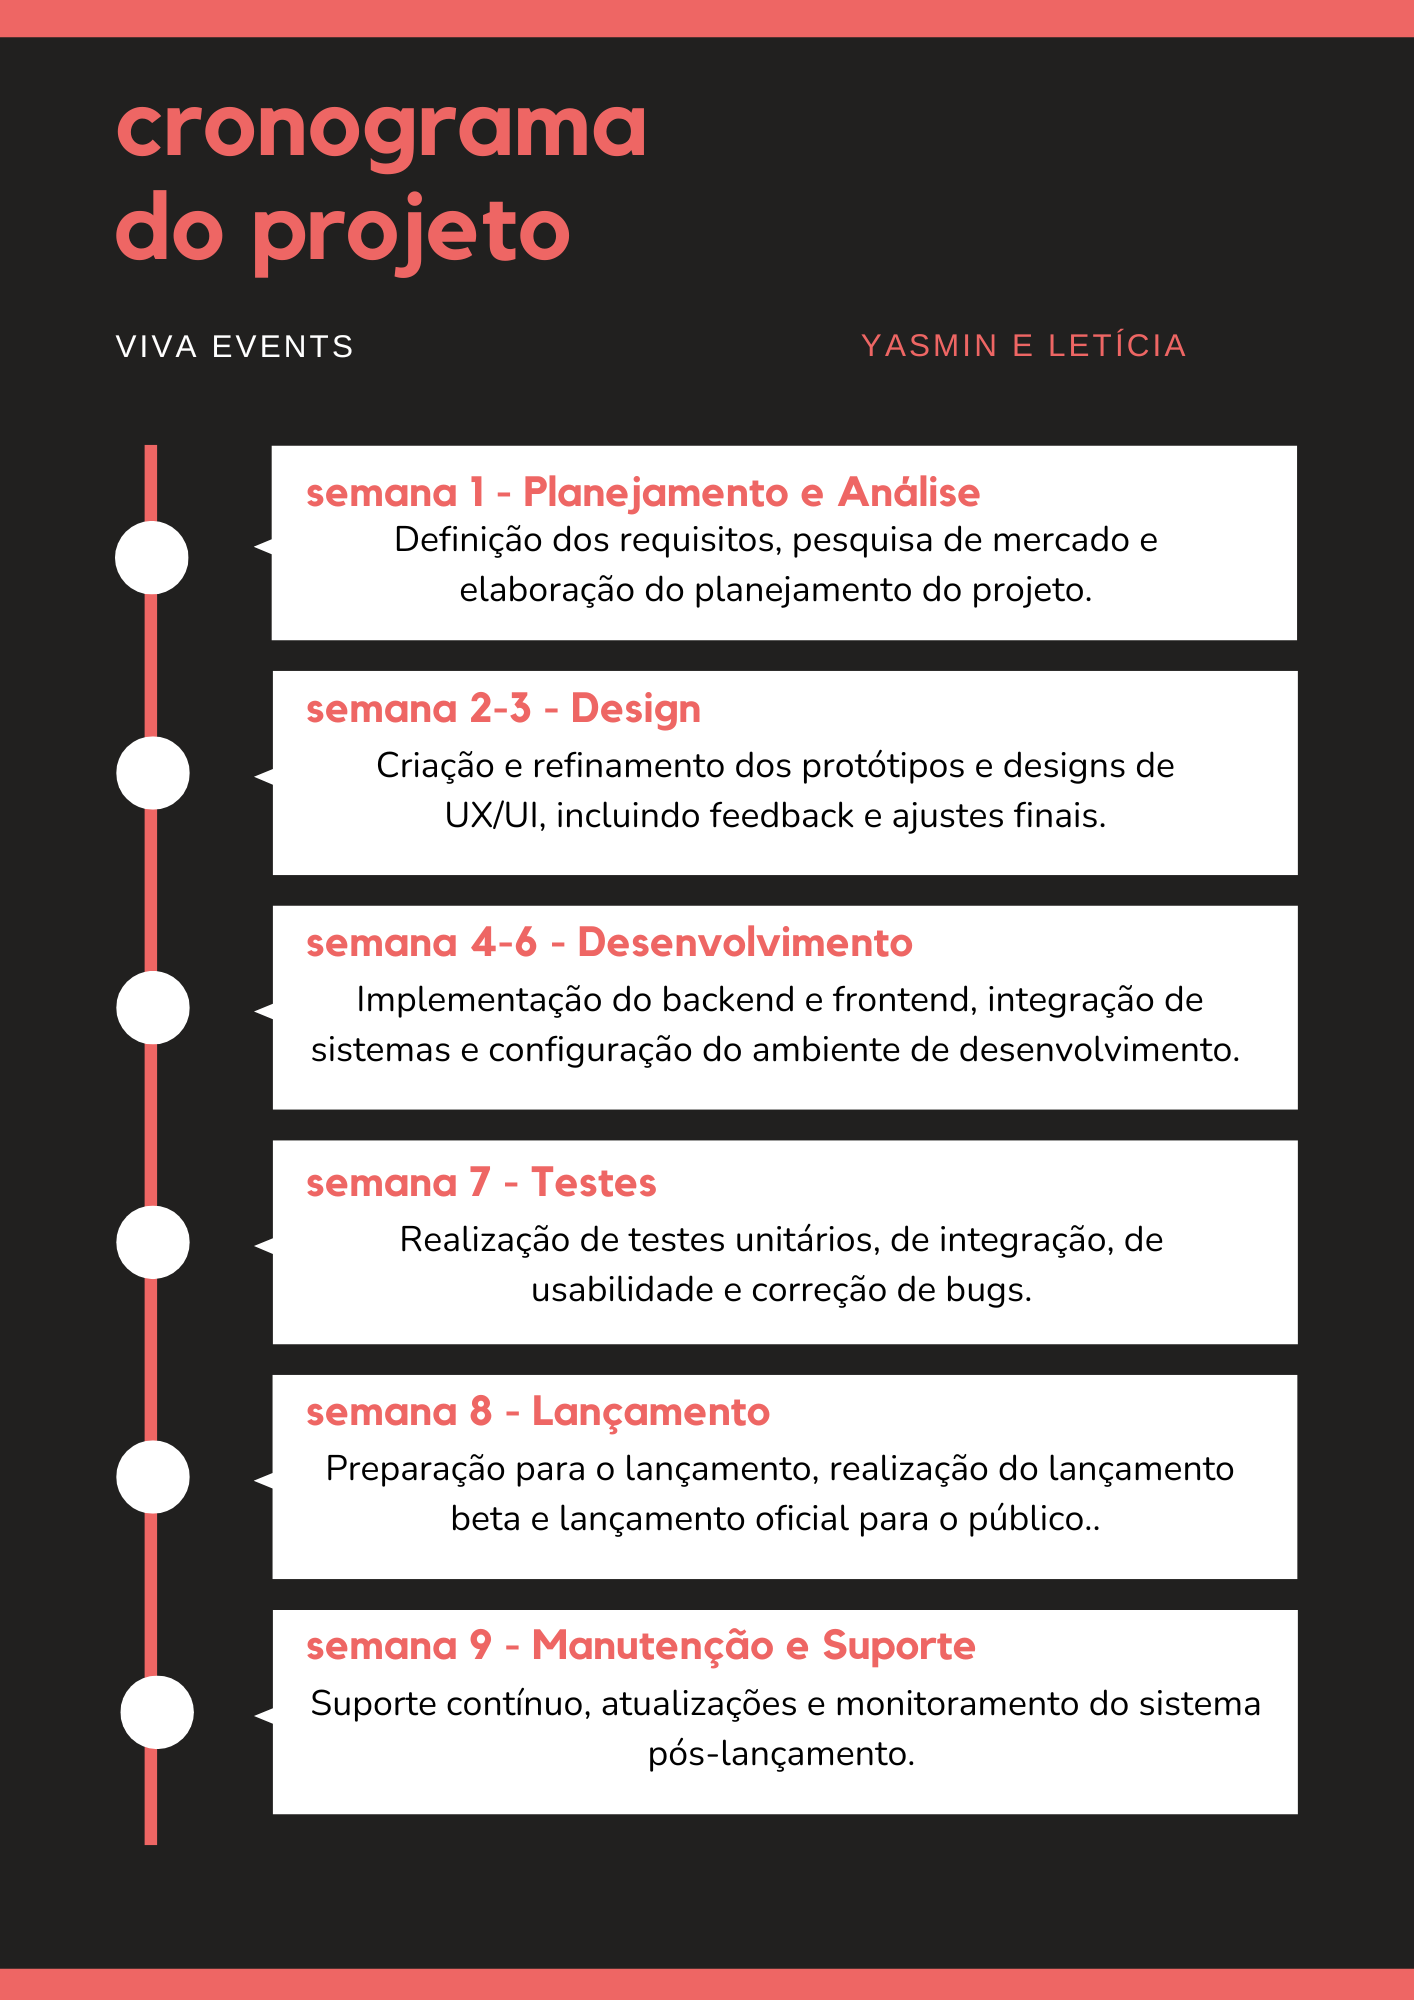 cronograma
do projeto
VIVA EVENTS
YASMIN E LETÍCIA
semana 1 - Planejamento e Análise
Definição dos requisitos, pesquisa de mercado e
elaboração do planejamento do projeto.
semana 2-3 - Design
Criação e refinamento dos protótipos e designs de
UX/UI, incluindo feedback e ajustes finais.
semana 4-6 - Desenvolvimento
Implementação do backend e frontend, integração de
sistemas e configuração do ambiente de desenvolvimento.
semana 7 - Testes
Realização de testes unitários, de integração, de
usabilidade e correção de bugs.
semana 8 - Lançamento
Preparação para o lançamento, realização do lançamento
beta e lançamento oficial para o público..
semana 9 - Manutenção e Suporte
Suporte contínuo, atualizações e monitoramento do sistema
pós-lançamento.